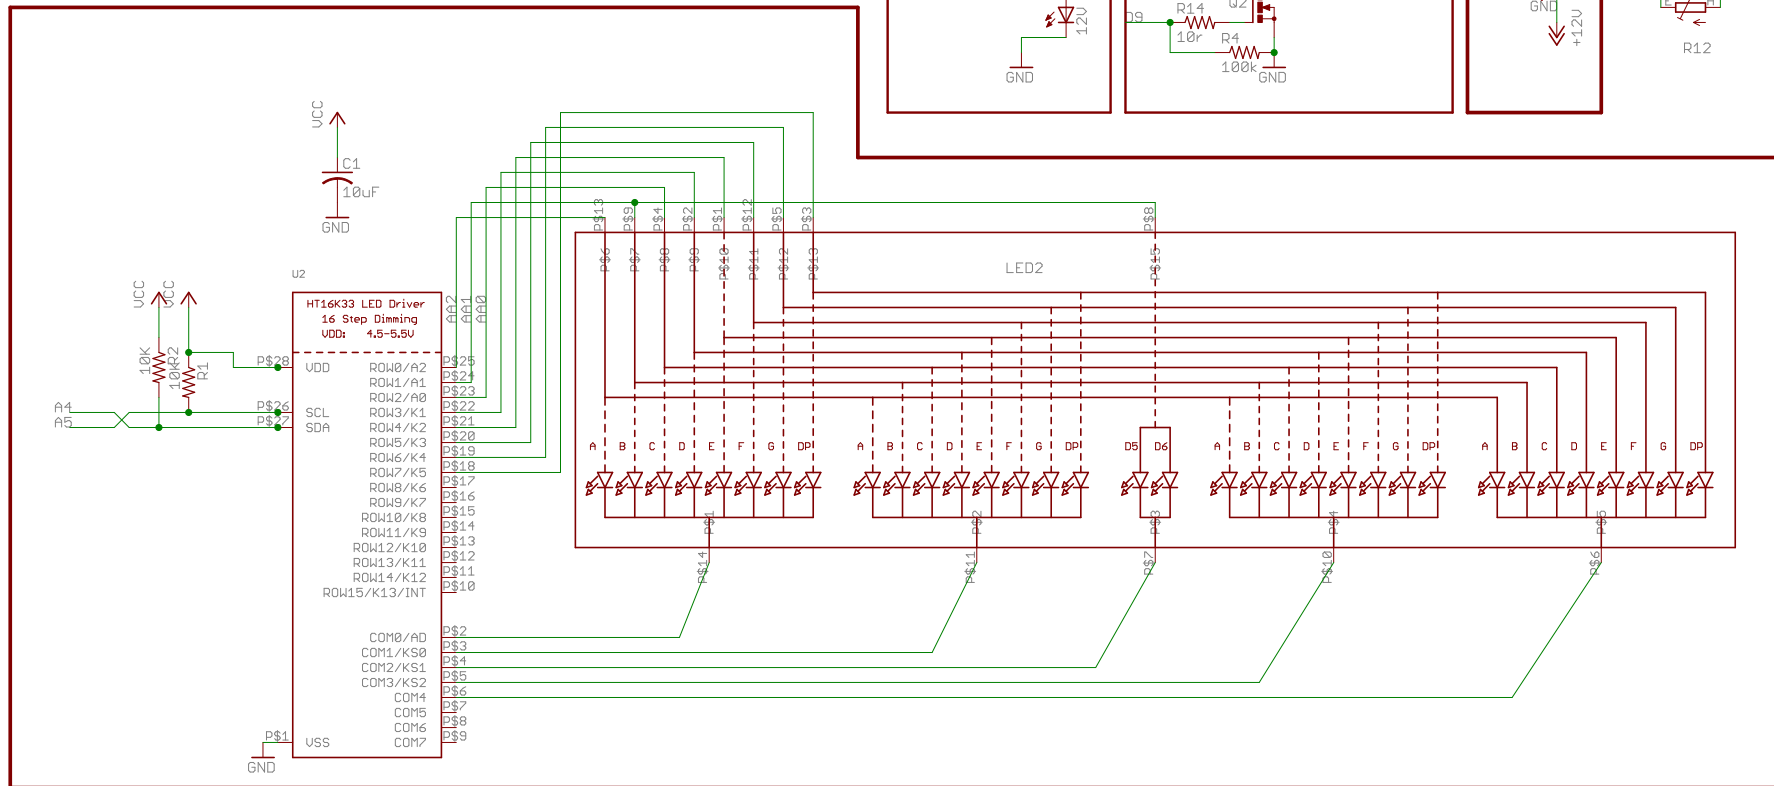 D9
R14
10r
Q2
R4
100k
GND
12V
GND
GND
+12V
E
A
R12
VCC
C1
10uF
GND
P$13
P$9
P$4
P$2
P$1
P$12
P$5
P$3
P$8
P$6
P$7
P$8
P$9
P$10
P$11
P$12
P$13
P$15
LED2
U2
HT16K33 LED Driver
16 Step Dimming
VDD: 4.5-5.5V
AA2
AA1
AA0
VCC
VCC
10K
R2
10K
R1
A4
A5
P$28 VDD
P$26 SCL
P$27 SDA
P$1 VSS
GND
ROW0/A2 P$25
ROW1/A1 P$24
ROW2/A0 P$23
ROW3/K1 P$22
ROW4/K2 P$21
ROW5/K3 P$20
ROW6/K4 P$19
ROW7/K5 P$18
ROW8/K6 P$17
ROW9/K7 P$16
ROW10/K8 P$15
ROW11/K9 P$14
ROW12/K10 P$13
ROW13/K11 P$12
ROW14/K12 P$11
ROW15/K13/INT P$10
COM0/AD P$2
COM1/KS0 P$3
COM2/KS1 P$4
COM3/KS2 P$5
COM4 P$6
COM5 P$7
COM6 P$8
COM7 P$9
A B C D E F G DP A B C D E F G DP D5 D6 A B C D E F G DP A B C D E F G DP
P$1
P$2
P$3
P$4
P$5
P$14
P$11
P$7
P$10
P$6